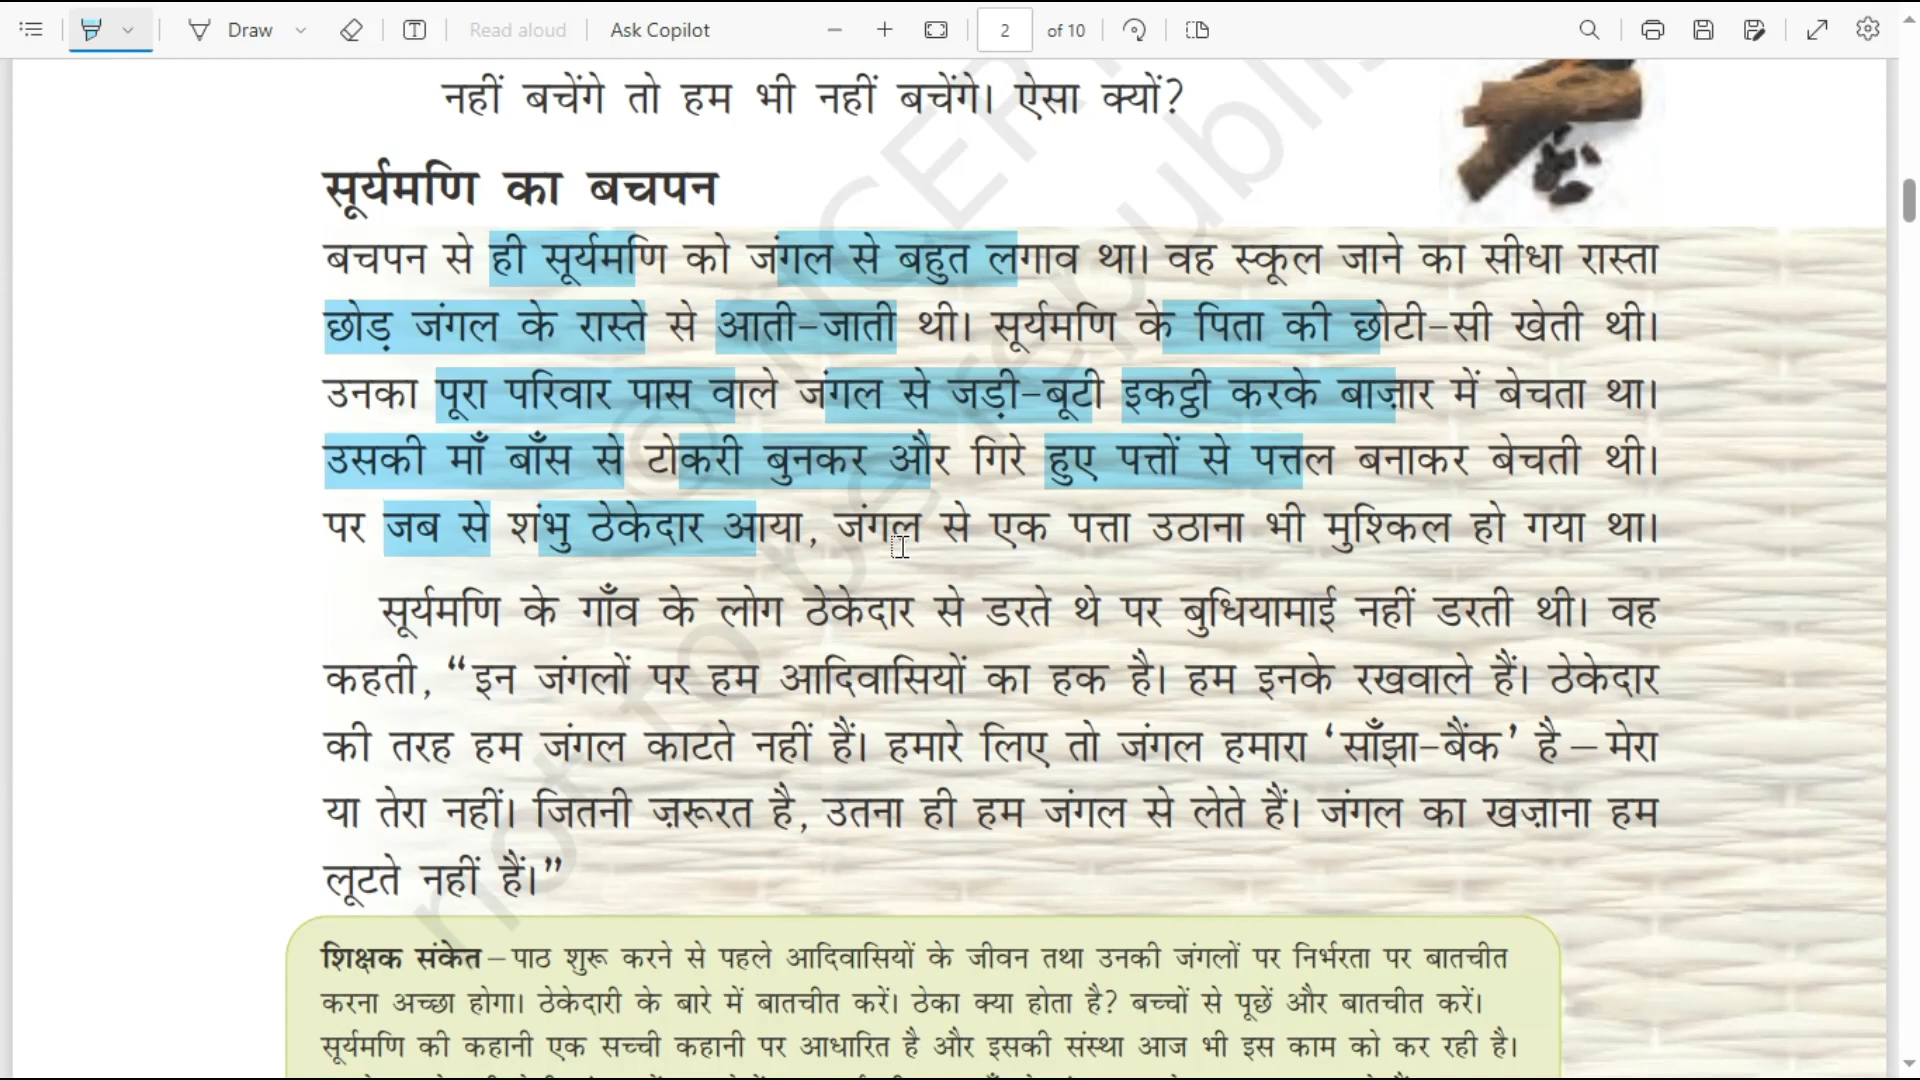 Draw
Read aloud
Ask Copilot
2
of 10
नहीं बचेंगे तो हम भी नहीं बचेंगे। ऐसा क्यों?
सूर्यमणि का बचपन
बचपन से ही सूर्यमणि को जंगल से बहुत लगाव था। वह स्कूल जाने का सीधा रास्ता
छोड़ जंगल के रास्ते से आती–जाती थी। सूर्यमणि के पिता की छोटी–सी खेती थी।
उनका पूरा परिवार पास वाले जंगल से जड़ी–बूटी इकट्ठी करके बाज़ार में बेचता था।
उसकी माँ बाँस से टोकरी बुनकर और गिरे हुए पत्तों से पत्तल बनाकर बेचती थी।
पर जब से शंभु ठेकेदार आया, जंगल से एक पत्ता उठाना भी मुश्किल हो गया था।
सूर्यमणि के गाँव के लोग ठेकेदार से डरते थे पर बुधियामाई नहीं डरती थी। वह
कहती, “इन जंगलों पर हम आदिवासियों का हक है। हम इनके रखवाले हैं। ठेकेदार
की तरह हम जंगल काटते नहीं हैं। हमारे लिए तो जंगल हमारा ‘साँझा–बैंक’ है – मेरा
या तेरा नहीं। जितनी ज़रूरत है, उतना ही हम जंगल से लेते हैं। जंगल का खज़ाना हम
लूटते नहीं हैं।”
शिक्षक संकेत – पाठ शुरू करने से पहले आदिवासियों के जीवन तथा उनकी जंगलों पर निर्भरता पर बातचीत
करना अच्छा होगा। ठेकेदारी के बारे में बातचीत करें। ठेका क्या होता है? बच्चों से पूछें और बातचीत करें।
सूर्यमणि की कहानी एक सच्ची कहानी पर आधारित है और इसकी संस्था आज भी इस काम को कर रही है।